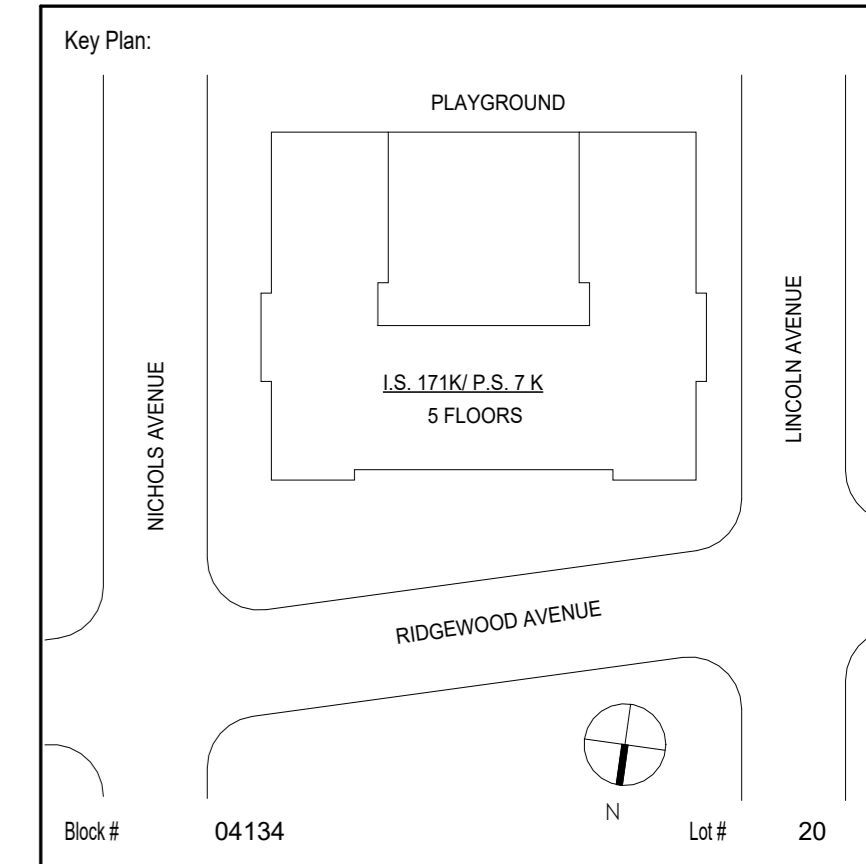 Key Plan:
PLAYGROUND
NICHOLS AVENUE
LINCOLN AVENUE
I.S. 171K/ P.S. 7 K
5 FLOORS
RIDGEWOOD AVENUE
N
Block # 04134 Lot # 20